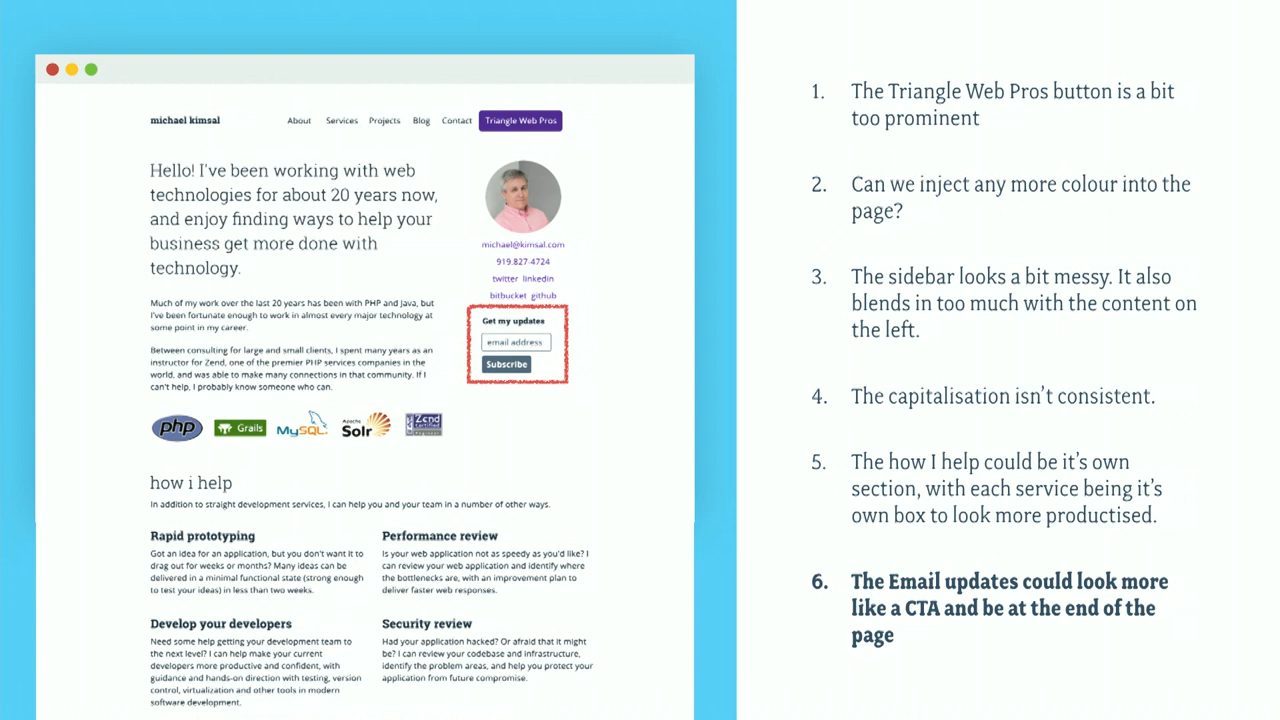 michael kimsal
About Services Projects Blog Contact Triangle Web Pros
Hello! I've been working with web
technologies for about 20 years now,
and enjoy finding ways to help your
business get more done with
technology.
Much of my work over the last 20 years has been with PHP and Java, but
I've been fortunate enough to work in almost every major technology at
some point in my career.
Between consulting for large and small clients, I spent many years as an
instructor for Zend, one of the premier PHP services companies in the
world, and was able to make many connections in that community. If I
can't help, I probably know someone who can.
michael@kimsal.com
919.827-4724
twitter linkedin
bitbucket github
Get my updates
email address
Subscribe
php
Grails
MySQL
Apache
Solr
Zend
how i help
In addition to straight development services, I can help you and your team in a number of other ways.
Rapid prototyping
Got an idea for an application, but you don't want it to
drag out for weeks or months? Many ideas can be
delivered in a minimal functional state (strong enough
to test your ideas) in less than two weeks.
Performance review
Is your web application not as speedy as you'd like? I
can review your web application and identify where
the bottlenecks are, with an improvement plan to
deliver faster web responses.
Develop your developers
Need some help getting your development team to
the next level? I can help make your current
developers more productive and confident, with
guidance and hands-on direction with testing, version
control, virtualization and other tools in modern
software development.
Security review
Had your application hacked? Or afraid that it might
be? I can review your codebase and infrastructure,
identify the problem areas, and help you protect your
application from future compromise.
1. The Triangle Web Pros button is a bit
too prominent
2. Can we inject any more colour into the
page?
3. The sidebar looks a bit messy. It also
blends in too much with the content on
the left.
4. The capitalisation isn't consistent.
5. The how I help could be it's own
section, with each service being it's
own box to look more productised.
6. The Email updates could look more
like a CTA and be at the end of the
page